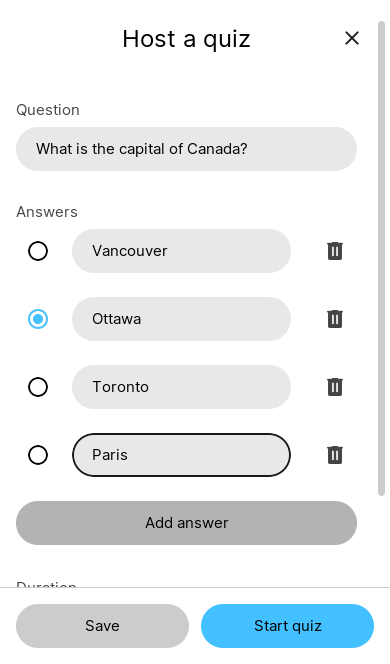 Host a quiz
Question
What is the capital of Canada?
Answers
Vancouver
Ottawa
Toronto
Paris
Add answer
Duration
Save
Start quiz